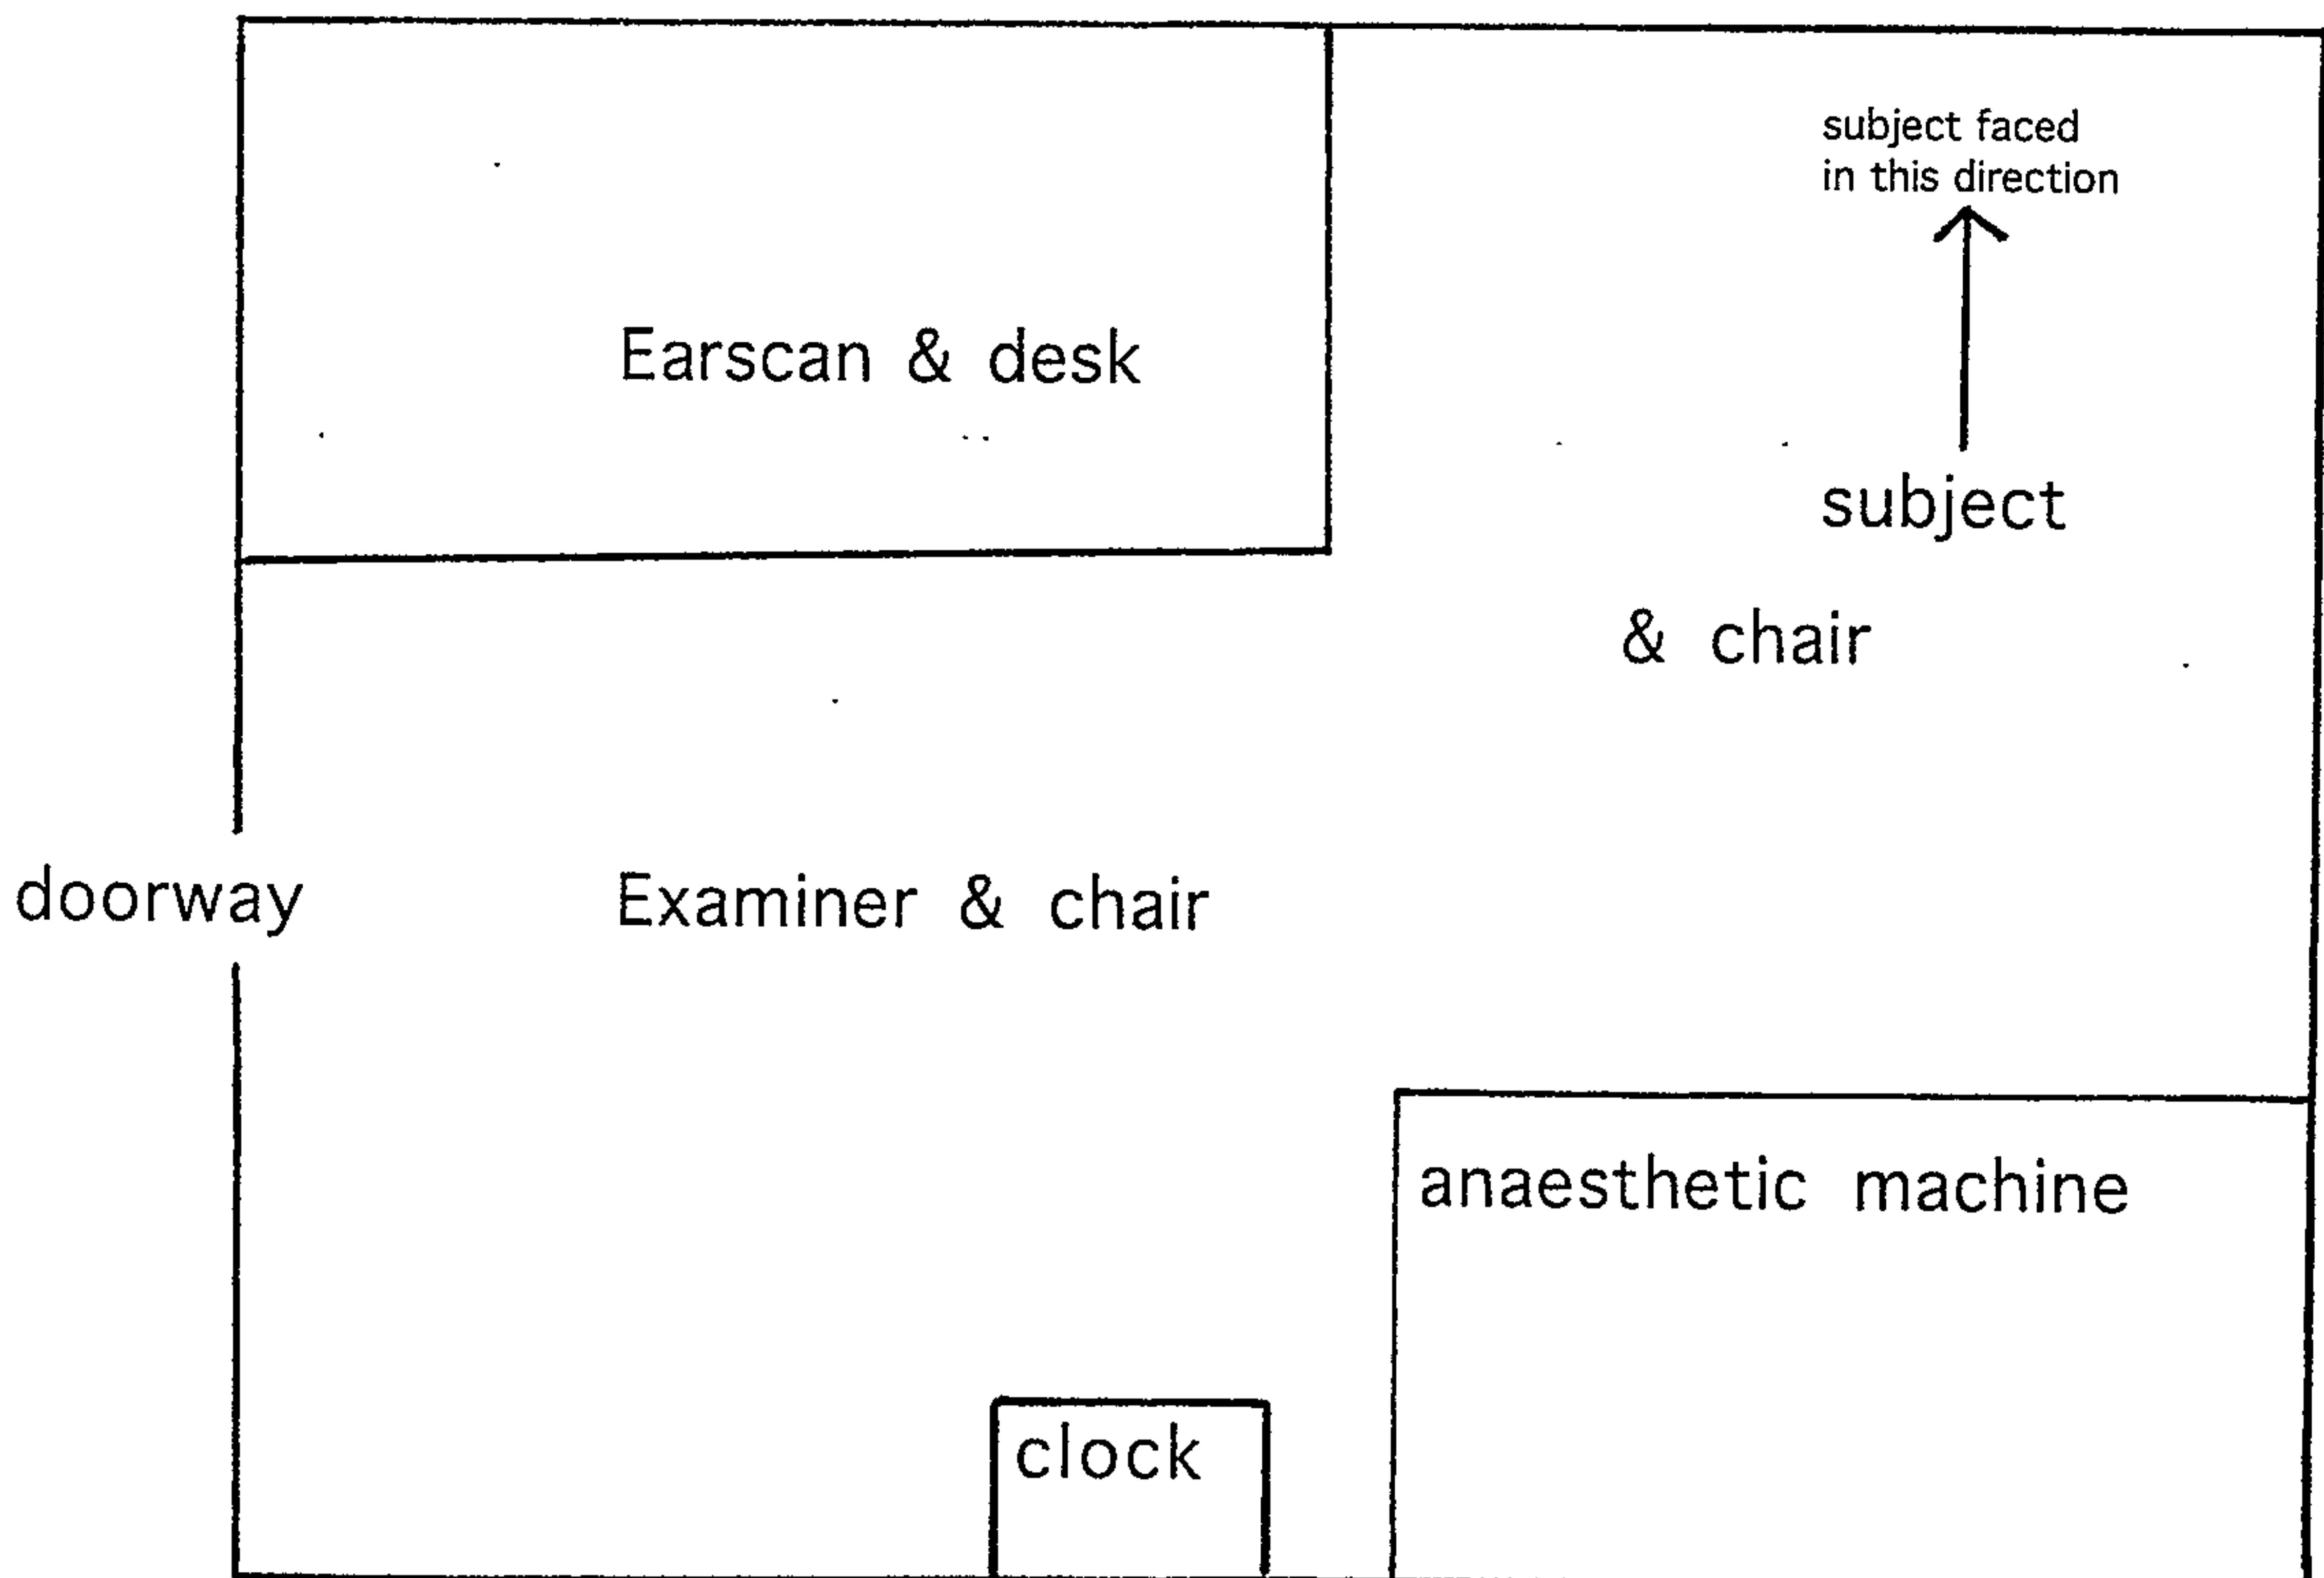 subject faced
in this direction
Earscan & desk
subject
& chair
doorway
Examiner & chair
anaesthetic machine
clock